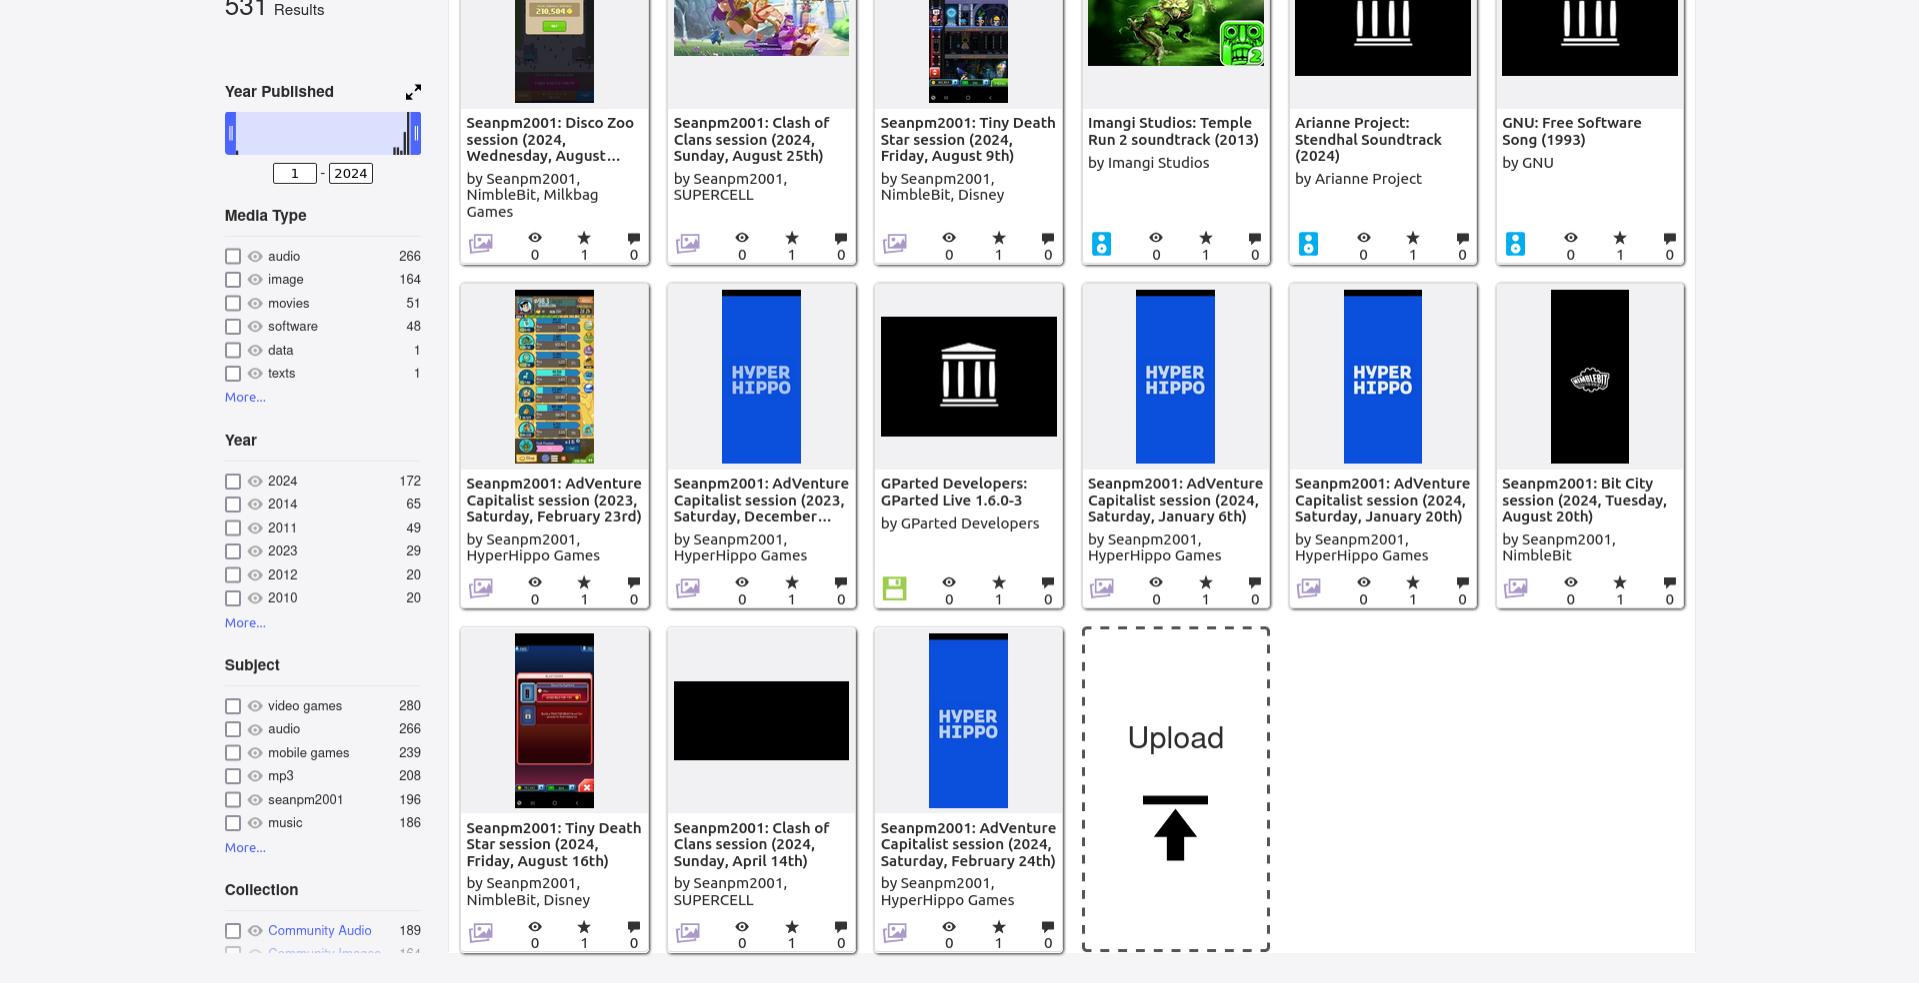 531 Results
Year Published
1 - 2024
Media Type
audio 266
image 164
movies 51
software 48
data 1
texts 1
More...
Year
2024 172
2014 65
2011 49
2023 29
2012 20
2010 20
More...
Subject
video games 280
audio 266
mobile games 239
mp3 208
seanpm2001 196
music 186
More...
Collection
Community Audio 189
Community Images 164
210,504
Seanpm2001: Disco Zoo
session (2024,
Wednesday, August...
by Seanpm2001,
NimbleBit, Milkbag
Games
0 1 0
Seanpm2001: Clash of
Clans session (2024,
Sunday, August 25th)
by Seanpm2001,
SUPERCELL
0 1 0
Seanpm2001: Tiny Death
Star session (2024,
Friday, August 9th)
by Seanpm2001,
NimbleBit, Disney
0 1 0
2
Imangi Studios: Temple
Run 2 soundtrack (2013)
by Imangi Studios
0 1 0
Arianne Project:
Stendhal Soundtrack
(2024)
by Arianne Project
0 1 0
GNU: Free Software
Song (1993)
by GNU
0 1 0
Seanpm2001: AdVenture
Capitalist session (2023,
Saturday, February 23rd)
by Seanpm2001,
HyperHippo Games
0 1 0
HYPER
HIPPO
Seanpm2001: AdVenture
Capitalist session (2023,
Saturday, December...
by Seanpm2001,
HyperHippo Games
0 1 0
GParted Developers:
GParted Live 1.6.0-3
by GParted Developers
0 1 0
HYPER
HIPPO
Seanpm2001: AdVenture
Capitalist session (2024,
Saturday, January 6th)
by Seanpm2001,
HyperHippo Games
0 1 0
HYPER
HIPPO
Seanpm2001: AdVenture
Capitalist session (2024,
Saturday, January 20th)
by Seanpm2001,
HyperHippo Games
0 1 0
NIMBLEBIT
Seanpm2001: Bit City
session (2024, Tuesday,
August 20th)
by Seanpm2001,
NimbleBit
0 1 0
Seanpm2001: Tiny Death
Star session (2024,
Friday, August 16th)
by Seanpm2001,
NimbleBit, Disney
0 1 0
Seanpm2001: Clash of
Clans session (2024,
Sunday, April 14th)
by Seanpm2001,
SUPERCELL
0 1 0
HYPER
HIPPO
Seanpm2001: AdVenture
Capitalist session (2024,
Saturday, February 24th)
by Seanpm2001,
HyperHippo Games
0 1 0
Upload